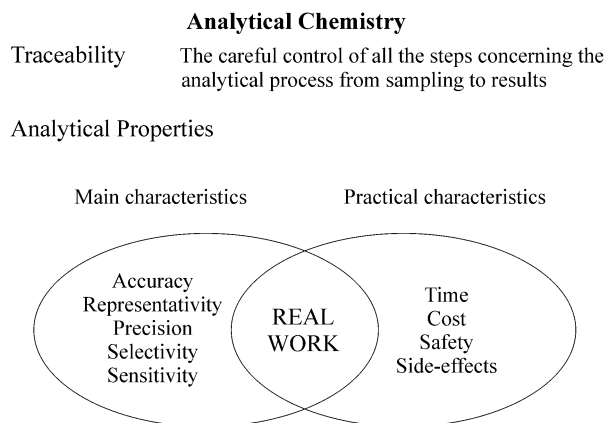 Analytical Chemistry
Traceability The careful control of all the steps concerning the
analytical process from sampling to results
Analytical Properties
Main characteristics Practical characteristics
Accuracy
Representativity
Precision
Selectivity
Sensitivity
REAL
WORK
Time
Cost
Safety
Side-effects